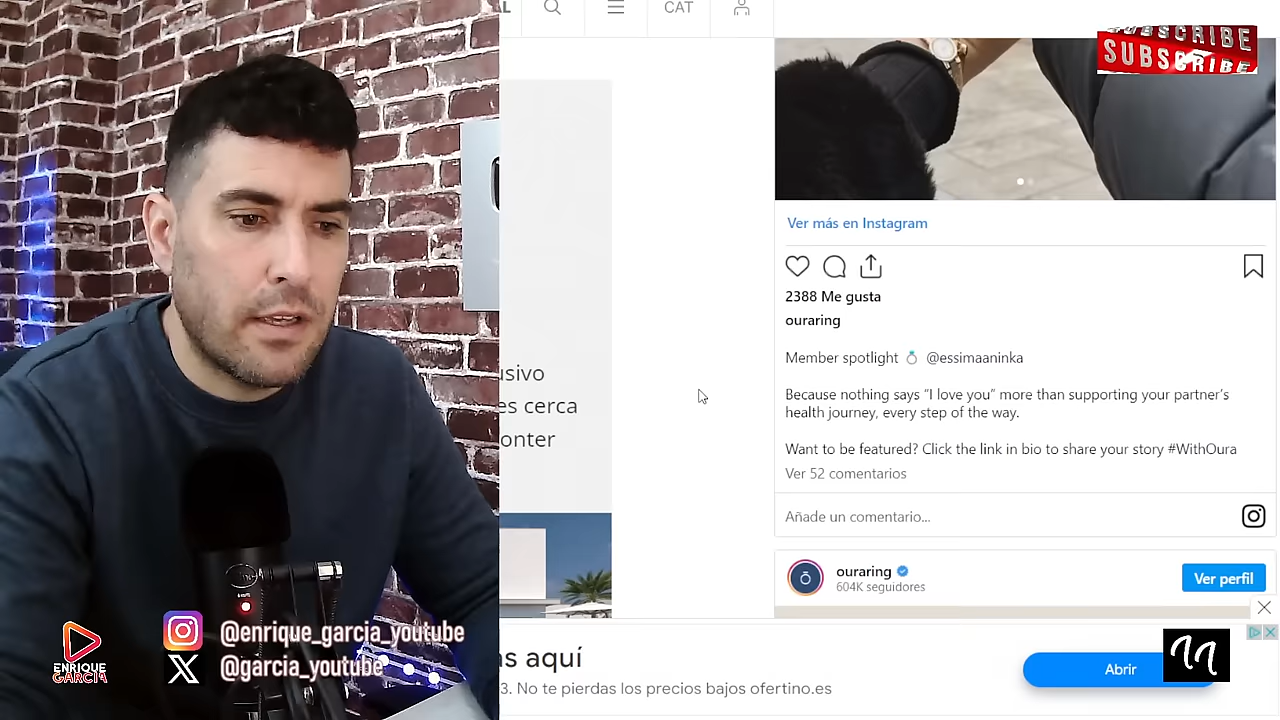 CAT
SUBSCRIBE
SUBSCRIBE
Ver más en Instagram
2388 Me gusta
ouraring
Member spotlight 💍 @essimaaninka
Because nothing says “I love you” more than supporting your partner’s
health journey, every step of the way.
Want to be featured? Click the link in bio to share your story #WithOura
Ver 52 comentarios
Añade un comentario...
ouraring
604K seguidores
Ver perfil
usivo
es cerca
onter
aquí
3. No te pierdas los precios bajos ofertino.es
Abrir
ENRIQUE
GARCIA
@enrique_garcia_youtube
@garcia_youtube